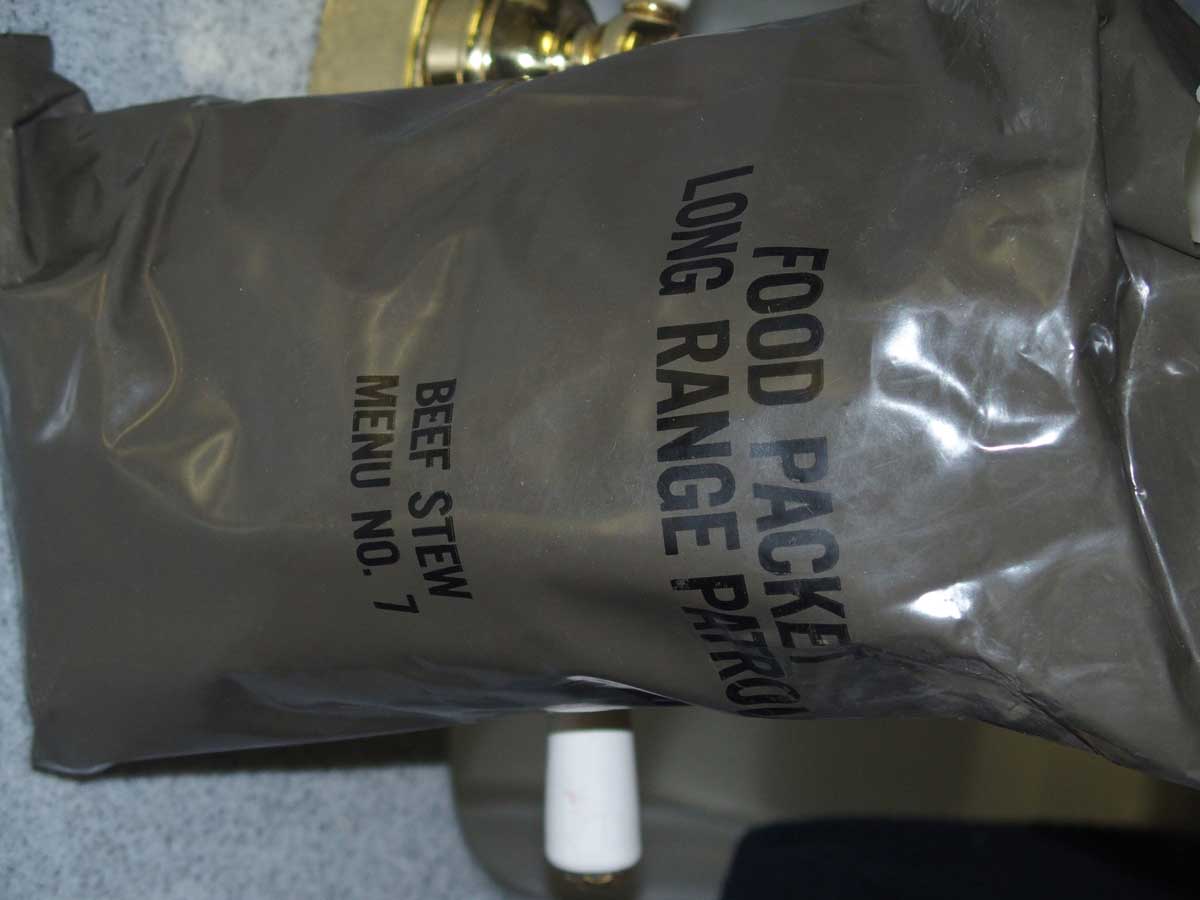 FOOD PACKET
LONG RANGE PATROL
BEEF STEW
MENU NO. 7